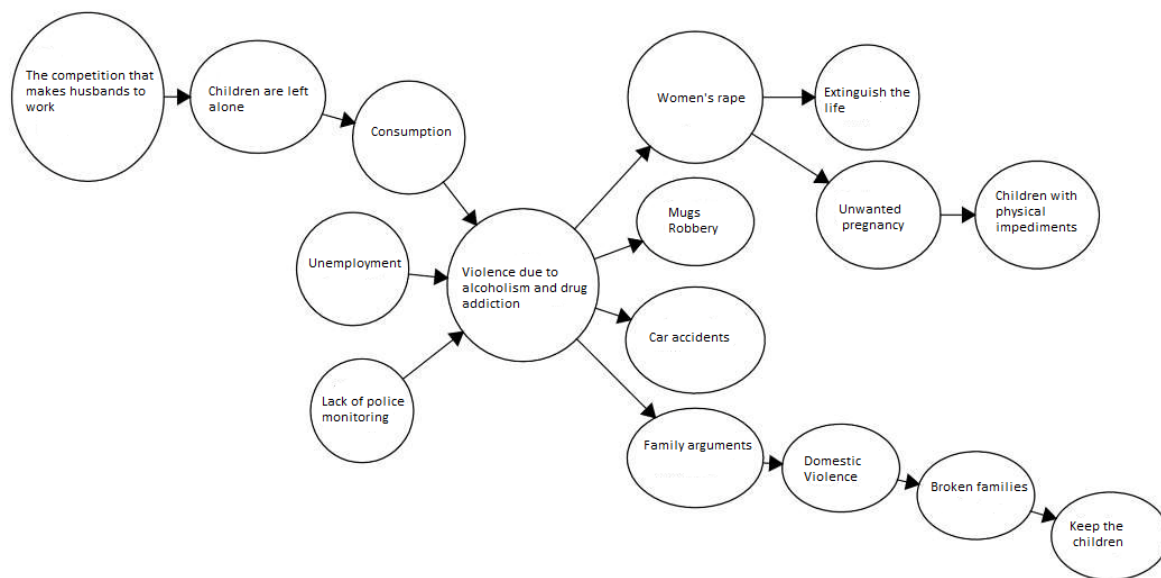 The competition that
makes husbands to
work
Children are left
alone
Consumption
Unemployment
Lack of police
monitoring
Violence due to
alcoholism and drug
addiction
Women's rape
Extinguish the
life
Unwanted
pregnancy
Children with
physical
impediments
Mugs
Robbery
Car accidents
Family arguments
Domestic
Violence
Broken families
Keep the
children